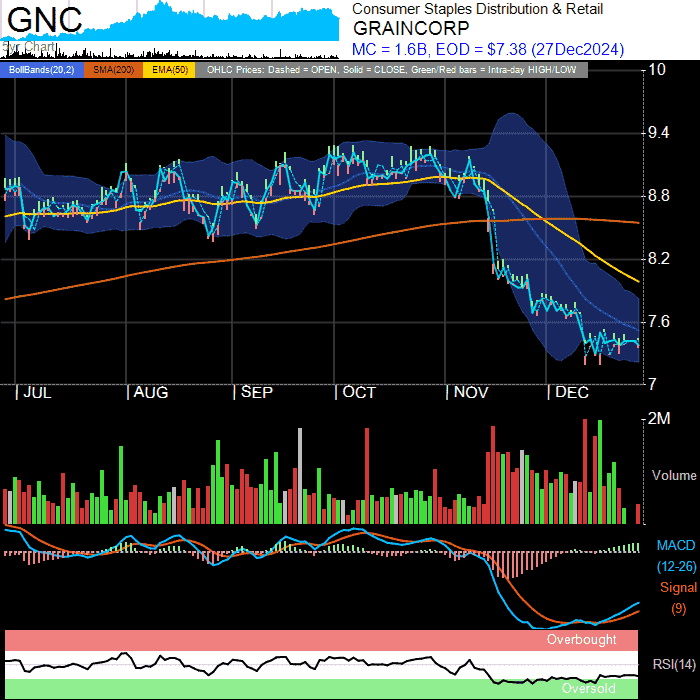 GNC
5yr Chart
Consumer Staples Distribution & Retail
GRAINCORP
MC = 1.6B, EOD = $7.38 (27Dec2024)
BollBands(20,2) SMA(200) EMA(50) OHLC Prices: Dashed = OPEN, Solid = CLOSE, Green/Red bars = Intra-day HIGH/LOW
10
9.4
8.8
8.2
7.6
7
JUL AUG SEP OCT NOV DEC
2M
Volume
MACD
(12-26)
Signal
(9)
Overbought
RSI(14)
Oversold